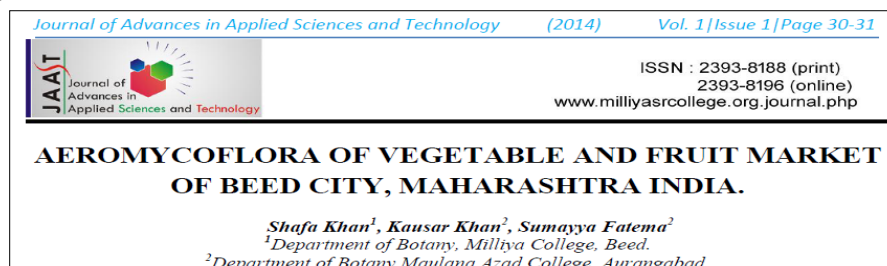 Journal of Advances in Applied Sciences and Technology (2014) Vol. 1|Issue 1|Page 30-31
JAAST
Journal of
Advances in
Applied Sciences and Technology
ISSN : 2393-8188 (print)
2393-8196 (online)
www.milliyasrcollege.org.journal.php
AEROMYCOFLORA OF VEGETABLE AND FRUIT MARKET
OF BEED CITY, MAHARASHTRA INDIA.
Shafa Khan¹, Kausar Khan², Sumayya Fatema²
¹Department of Botany, Milliya College, Beed.
²Department of Botany Maulana Azad College, Aurangabad